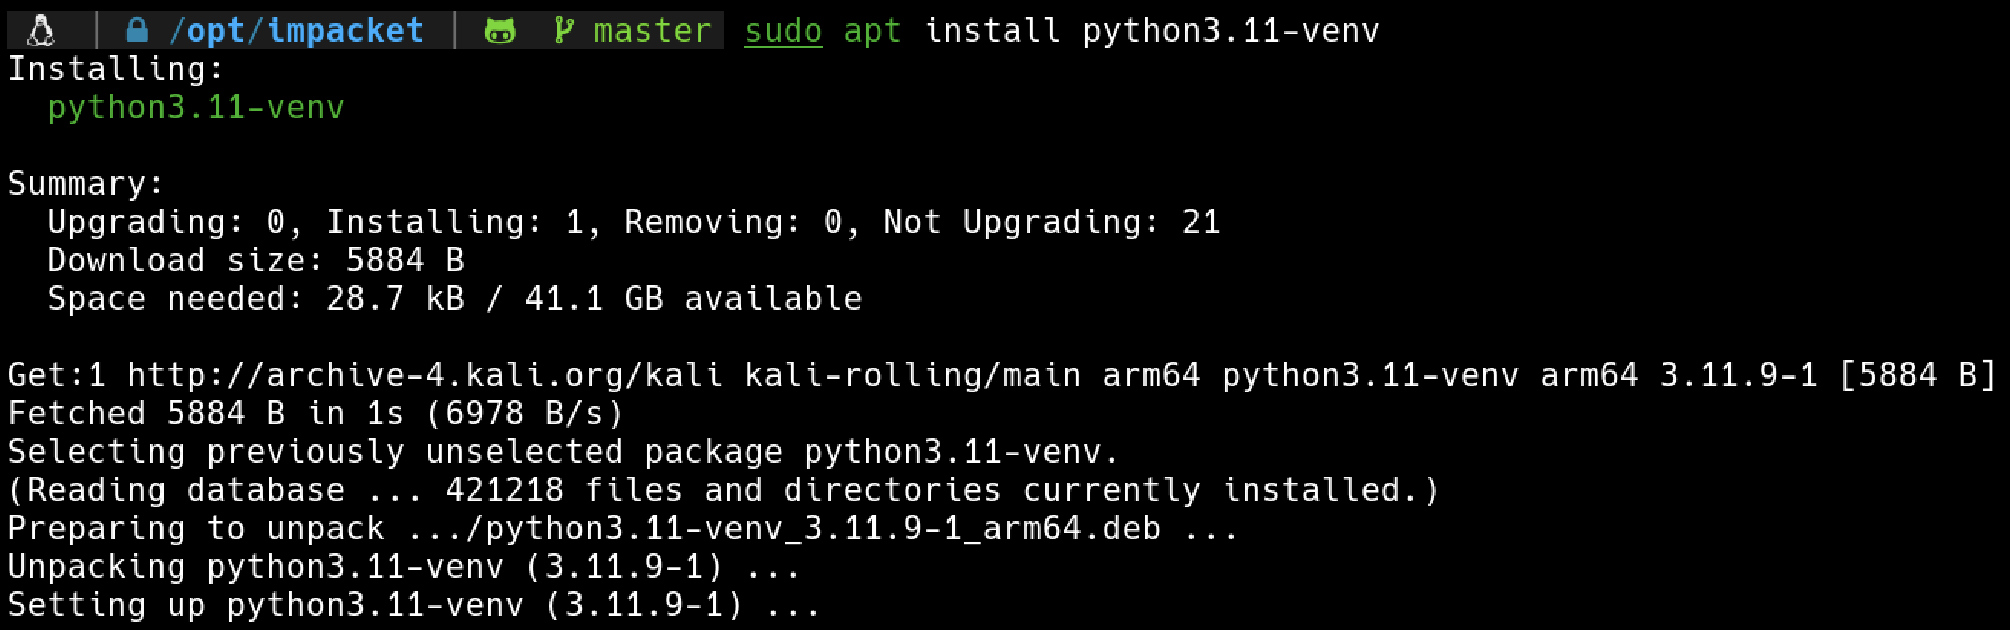 /opt/impacket master sudo apt install python3.11-venv
Installing:
python3.11-venv
Summary:
Upgrading: 0, Installing: 1, Removing: 0, Not Upgrading: 21
Download size: 5884 B
Space needed: 28.7 kB / 41.1 GB available
Get:1 http://archive-4.kali.org/kali kali-rolling/main arm64 python3.11-venv arm64 3.11.9-1 [5884 B]
Fetched 5884 B in 1s (6978 B/s)
Selecting previously unselected package python3.11-venv.
(Reading database ... 421218 files and directories currently installed.)
Preparing to unpack .../python3.11-venv_3.11.9-1_arm64.deb ...
Unpacking python3.11-venv (3.11.9-1) ...
Setting up python3.11-venv (3.11.9-1) ...